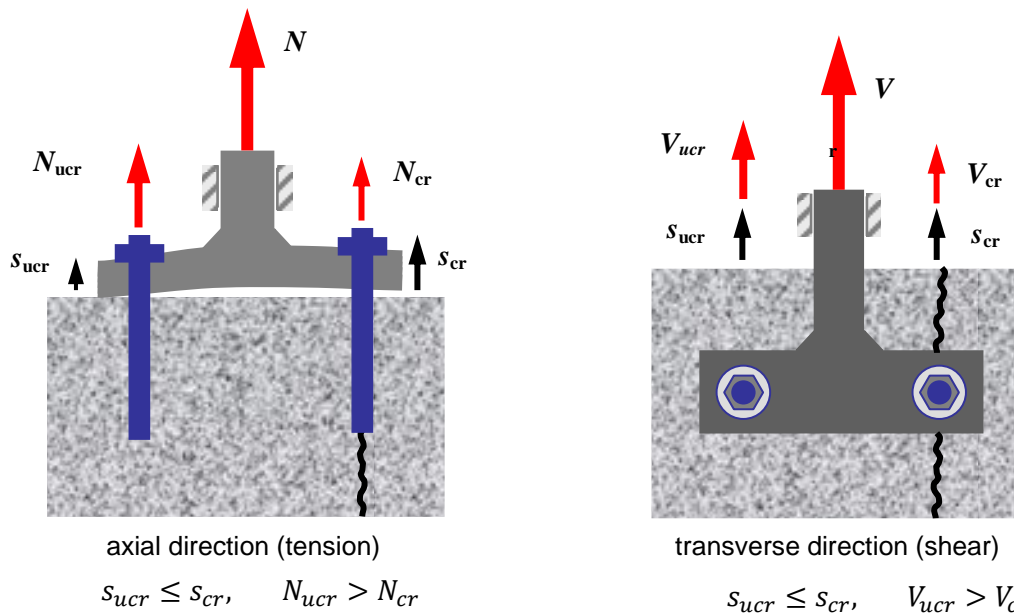 N
V
N_ucr
N_cr
V_ucr
r
V_cr
s_ucr
s_cr
s_ucr
s_cr
axial direction (tension)
transverse direction (shear)
s_ucr ≤ s_cr, N_ucr > N_cr
s_ucr ≤ s_cr, V_ucr > V_c